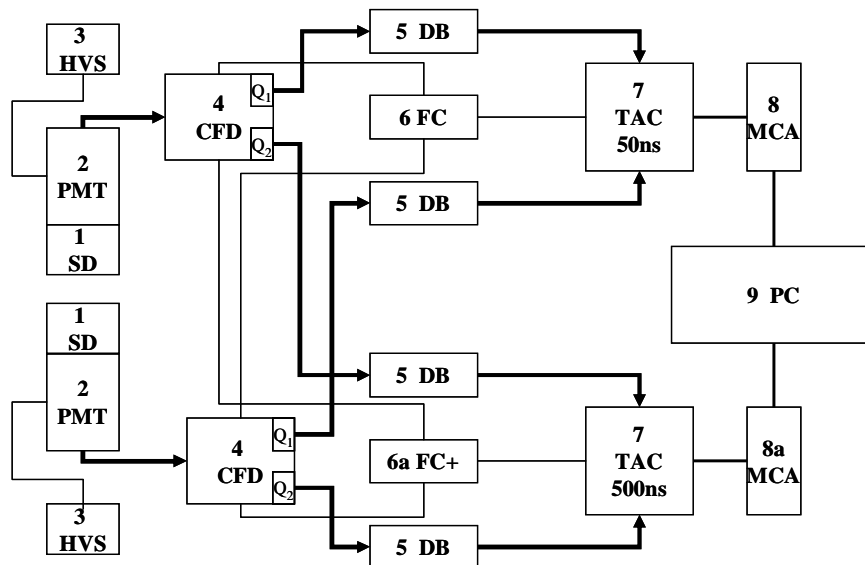 3
HVS
2
PMT
1
SD
4
CFD
Q1
Q2
5 DB
6 FC
5 DB
7
TAC
50ns
8
MCA
9 PC
1
SD
2
PMT
3
HVS
4
CFD
Q1
Q2
5 DB
6a FC+
5 DB
7
TAC
500ns
8a
MCA